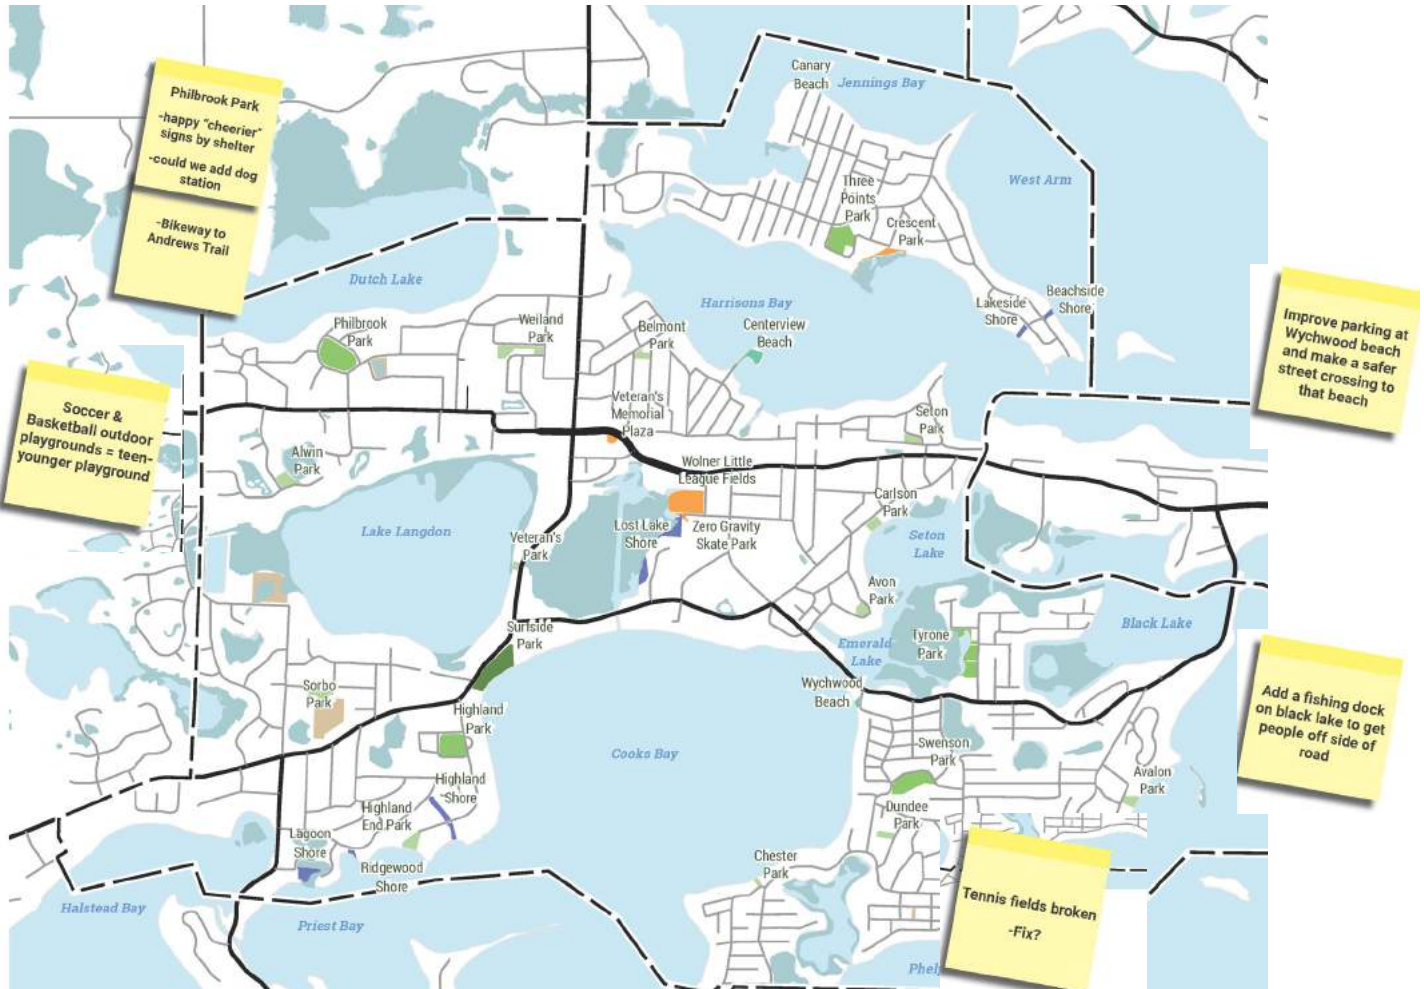 Canary
Beach
Jennings Bay
Philbrook Park
-happy "cheerier"
signs by shelter
-could we add dog
station
-Bikeway to
Andrews Trail
West Arm
Three
Points
Park
Crescent
Park
Dutch Lake
Harrisons Bay
Lakeside
Shore
Beachside
Shore
Philbrook
Park
Weiland
Park
Belmont
Park
Centerview
Beach
Improve parking at
Wychwood beach
and make a safer
street crossing to
that beach
Soccer &
Basketball outdoor
playgrounds = teen-
younger playground
Veteran's
Memorial
Plaza
Seton
Park
Alwin
Park
Wolner Little
League Fields
Carlson
Park
Lake Langdon
Veteran's
Park
Lost Lake
Shore
Zero Gravity
Skate Park
Seton
Lake
Avon
Park
Surfside
Park
Emerald
Lake
Tyrone
Park
Black Lake
Sorbo
Park
Wychwood
Beach
Highland
Park
Cooks Bay
Swenson
Park
Add a fishing dock
on black lake to get
people off side of
road
Highland
Shore
Avalon
Park
Highland
End Park
Dundee
Park
Lagoon
Shore
Ridgewood
Shore
Chester
Park
Halstead Bay
Priest Bay
Tennis fields broken
-Fix?